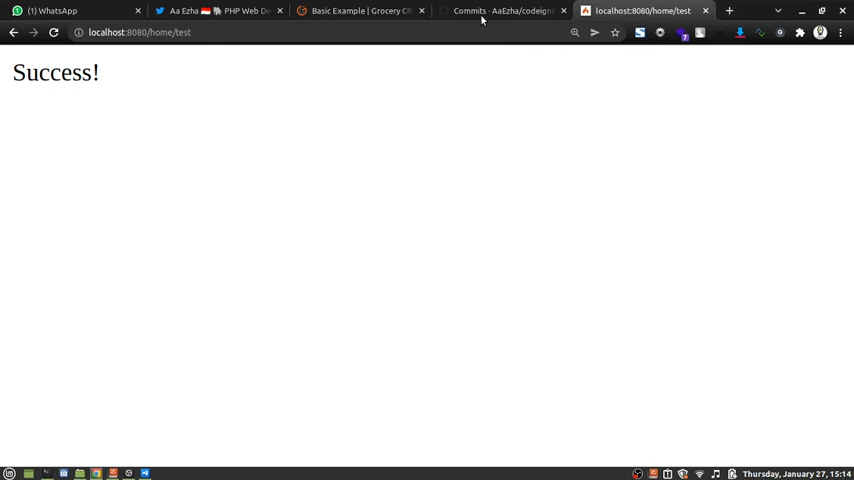 (1) WhatsApp
Aa Ezha 🇮🇩 🐘 PHP Web De
Basic Example | Grocery CR
Commits · AaEzha/codeigni
localhost:8080/home/test
localhost:8080/home/test
7
Success!
Thursday, January 27, 15:14